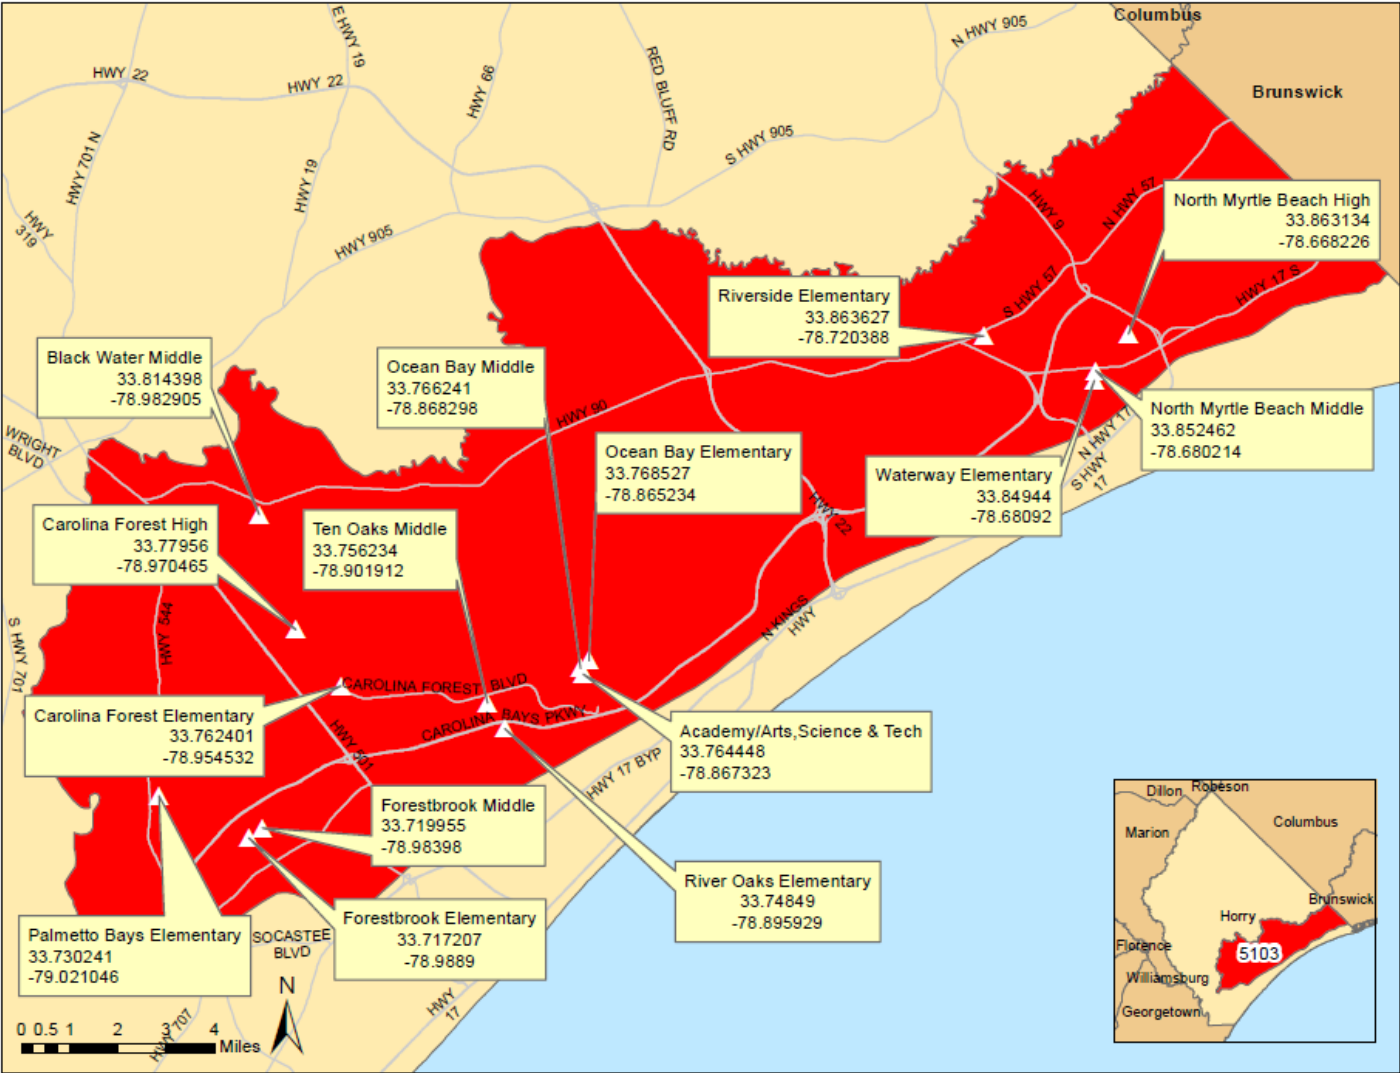 Columbus
Brunswick
E HWY 19
N HWY 905
HWY 22
HWY 22
HWY 66
RED BLUFF RD
S HWY 905
HWY 701 N
HWY 19
HWY 319
HWY 905
HWY 9
N HWY 57
North Myrtle Beach High
33.863134
-78.668226
S HWY 57
HWY 17 S
Riverside Elementary
33.863627
-78.720388
Black Water Middle
33.814398
-78.982905
Ocean Bay Middle
33.766241
-78.868298
HWY 90
WRIGHT
BLVD
Ocean Bay Elementary
33.768527
-78.865234
North Myrtle Beach Middle
33.852462
-78.680214
N HWY 17
S HWY
17
Waterway Elementary
33.84944
-78.68092
HWY 22
Carolina Forest High
33.77956
-78.970465
Ten Oaks Middle
33.756234
-78.901912
HWY 544
S HWY 701
N KINGS
HWY
CAROLINA FOREST BLVD
CAROLINA BAYS PKWY
Carolina Forest Elementary
33.762401
-78.954532
HWY 501
Academy/Arts,Science & Tech
33.764448
-78.867323
HWY 17 BYP
Forestbrook Middle
33.719955
-78.98398
River Oaks Elementary
33.74849
-78.895929
Forestbrook Elementary
33.717207
-78.9889
Palmetto Bays Elementary
33.730241
-79.021046
SOCASTEE
BLVD
N
HWY
17
HWY 707
0 0.5 1 2 3 4
Miles
Dillon
Robeson
Marion
Columbus
Horry
Brunswick
Florence
5103
Williamsburg
Georgetown